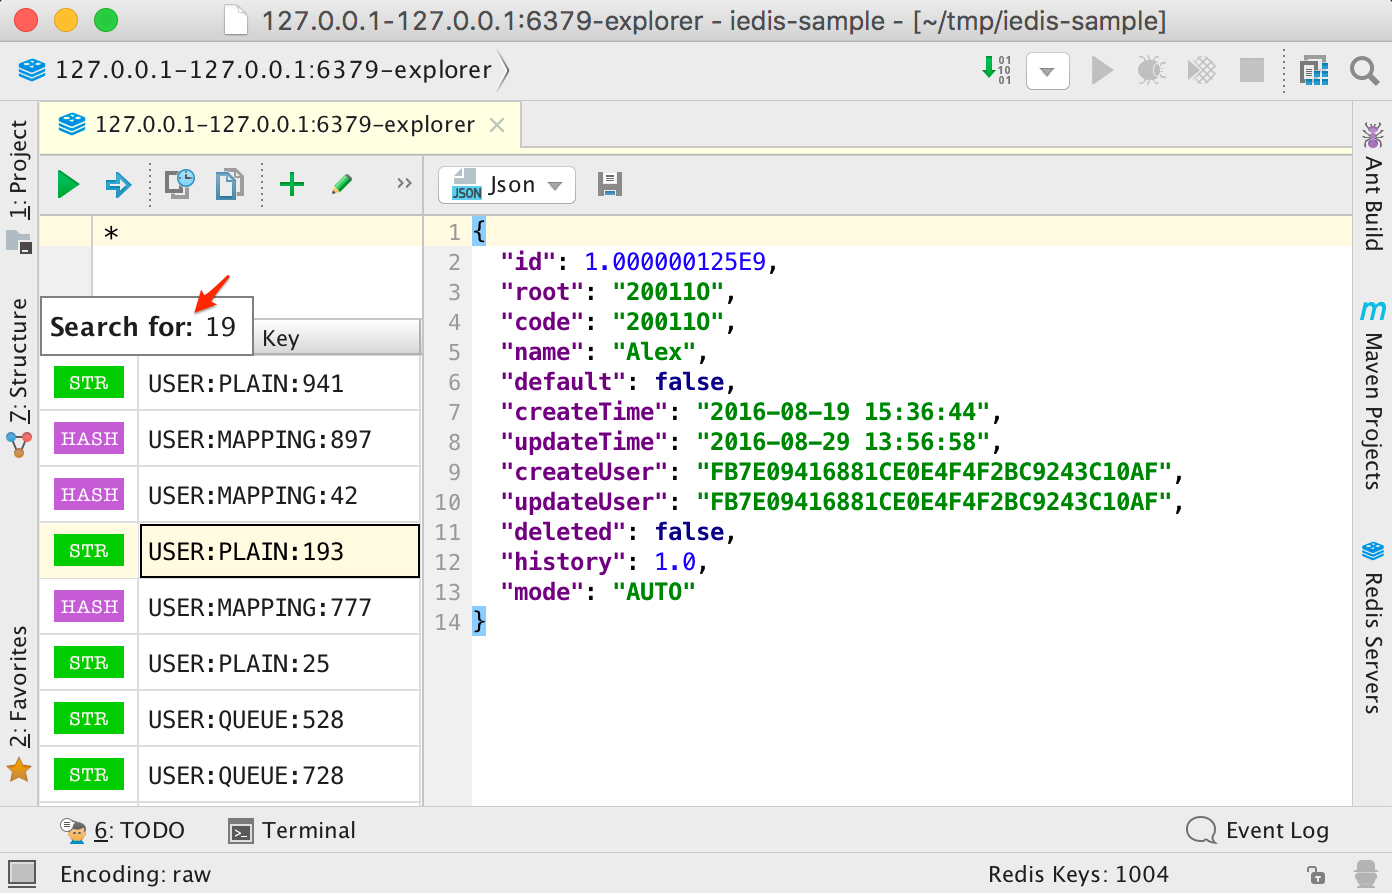 127.0.0.1-127.0.0.1:6379-explorer - iedis-sample - [~/tmp/iedis-sample]
127.0.0.1-127.0.0.1:6379-explorer
01
10
01
127.0.0.1-127.0.0.1:6379-explorer
1: Project
7: Structure
2: Favorites
*
Search for: 19
Key
STR USER:PLAIN:941
HASH USER:MAPPING:897
HASH USER:MAPPING:42
STR USER:PLAIN:193
HASH USER:MAPPING:777
STR USER:PLAIN:25
STR USER:QUEUE:528
STR USER:QUEUE:728
JSON Json
1 {
2 "id": 1.000000125E9,
3 "root": "20011O",
4 "code": "20011O",
5 "name": "Alex",
6 "default": false,
7 "createTime": "2016-08-19 15:36:44",
8 "updateTime": "2016-08-29 13:56:58",
9 "createUser": "FB7E09416881CE0E4F4F2BC9243C10AF",
10 "updateUser": "FB7E09416881CE0E4F4F2BC9243C10AF",
11 "deleted": false,
12 "history": 1.0,
13 "mode": "AUTO"
14 }
Ant Build
m Maven Projects
Redis Servers
6: TODO
Terminal
Event Log
Encoding: raw
Redis Keys: 1004